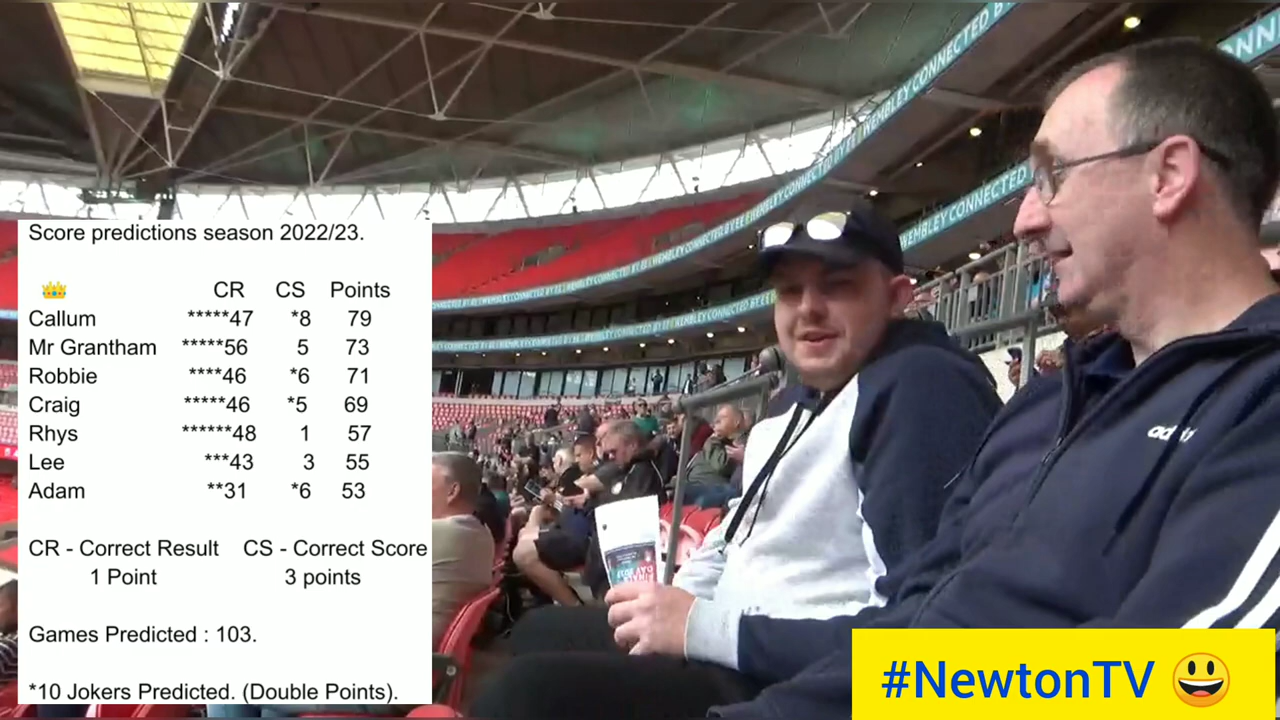 Score predictions season 2022/23.
👑 CR CS Points
Callum *****47 *8 79
Mr Grantham *****56 5 73
Robbie ****46 *6 71
Craig *****46 *5 69
Rhys ******48 1 57
Lee ***43 3 55
Adam **31 *6 53
CR - Correct Result CS - Correct Score
1 Point 3 points
Games Predicted : 103.
*10 Jokers Predicted. (Double Points).
WEMBLEY CONNECTED BY EE
WEMBLEY CONNECTED
adidas
FINALS
DAY 2023
#NewtonTV 😃